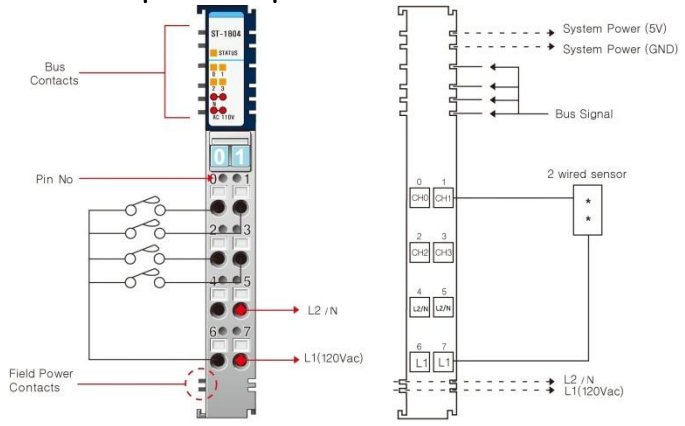 ST-1804
STATUS
0 1
2 3
N
AC 110V
Bus
Contacts
0 1
Pin No
0 1
2 3
4 5
L2 /N
6 7
L1(120Vac)
Field Power
Contacts
System Power (5V)
System Power (GND)
Bus Signal
2 wired sensor
0 1
CH0 CH1
*
*
2 3
CH2 CH3
4 5
L2/N L2/N
6 7
L1 L1
L2 /N
L1(120Vac)